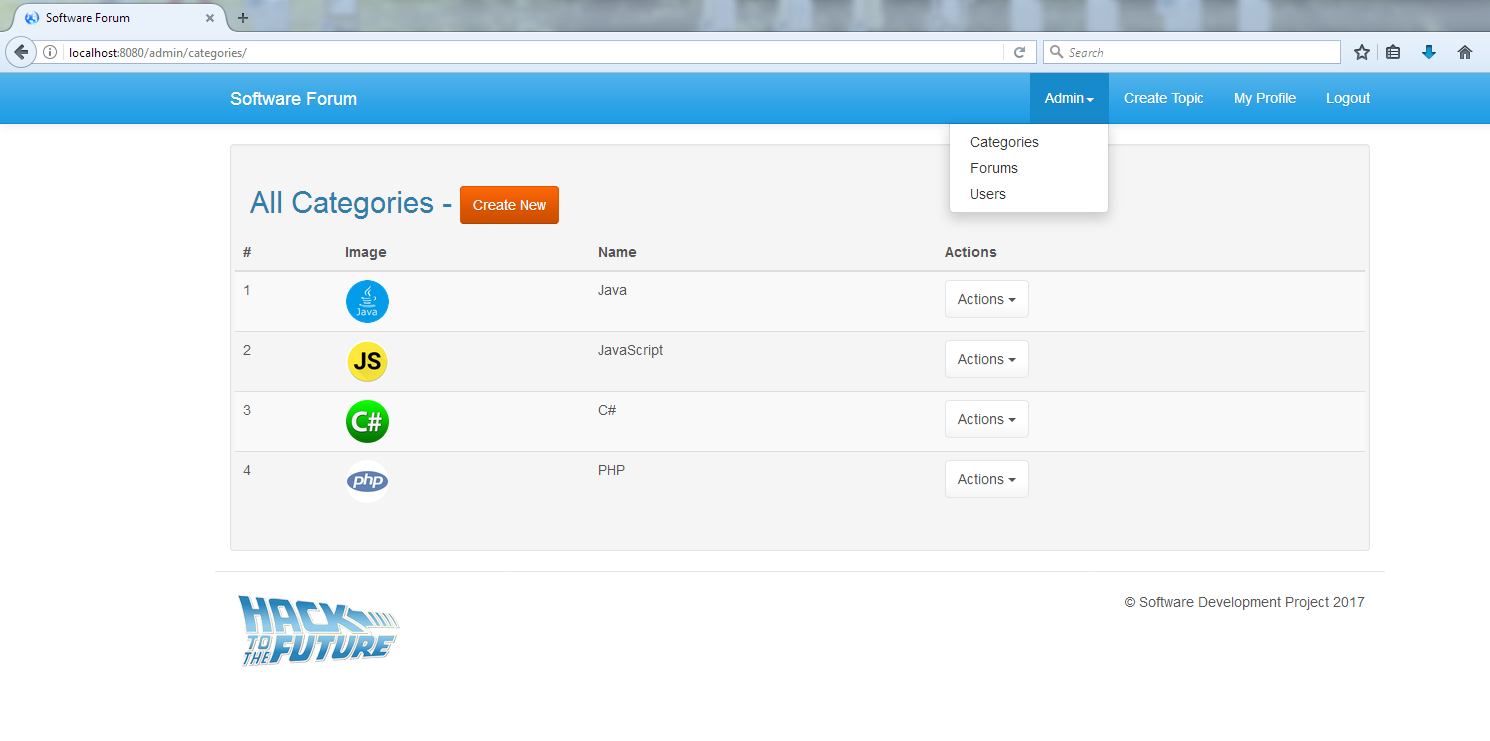 Software Forum
localhost:8080/admin/categories/
Search
Software Forum
Admin
Create Topic
My Profile
Logout
Categories
Forums
Users
All Categories - Create New
# Image Name Actions
1 Java Java Actions
2 JS JavaScript Actions
3 C# C# Actions
4 php PHP Actions
HACK
TO
THE FUTURE
© Software Development Project 2017